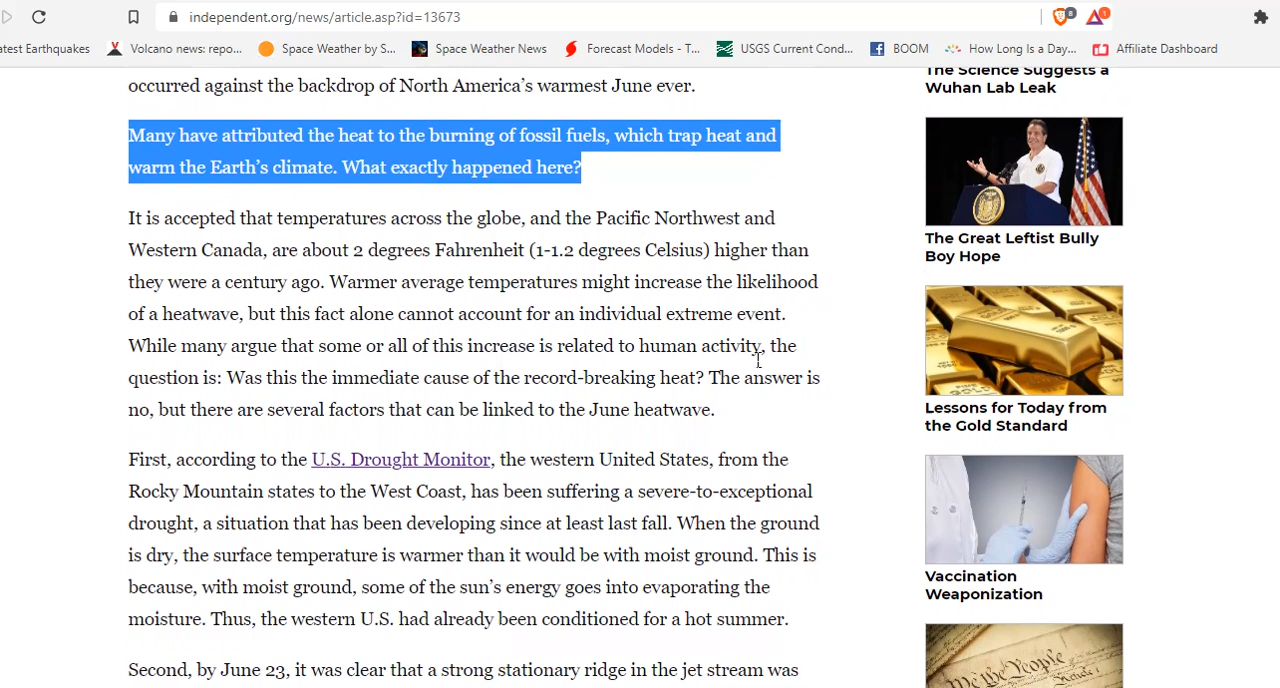 independent.org/news/article.asp?id=13673
8
1
atest Earthquakes
Volcano news: repo...
Space Weather by S...
Space Weather News
Forecast Models - T...
USGS Current Cond...
BOOM
How Long Is a Day...
Affiliate Dashboard
occurred against the backdrop of North America’s warmest June ever.
Many have attributed the heat to the burning of fossil fuels, which trap heat and
warm the Earth’s climate. What exactly happened here?
It is accepted that temperatures across the globe, and the Pacific Northwest and
Western Canada, are about 2 degrees Fahrenheit (1-1.2 degrees Celsius) higher than
they were a century ago. Warmer average temperatures might increase the likelihood
of a heatwave, but this fact alone cannot account for an individual extreme event.
While many argue that some or all of this increase is related to human activity, the
question is: Was this the immediate cause of the record-breaking heat? The answer is
no, but there are several factors that can be linked to the June heatwave.
First, according to the U.S. Drought Monitor, the western United States, from the
Rocky Mountain states to the West Coast, has been suffering a severe-to-exceptional
drought, a situation that has been developing since at least last fall. When the ground
is dry, the surface temperature is warmer than it would be with moist ground. This is
because, with moist ground, some of the sun’s energy goes into evaporating the
moisture. Thus, the western U.S. had already been conditioned for a hot summer.
Second, by June 23, it was clear that a strong stationary ridge in the jet stream was
The Science Suggests a
Wuhan Lab Leak
The Great Leftist Bully
Boy Hope
Lessons for Today from
the Gold Standard
Vaccination
Weaponization
We the People